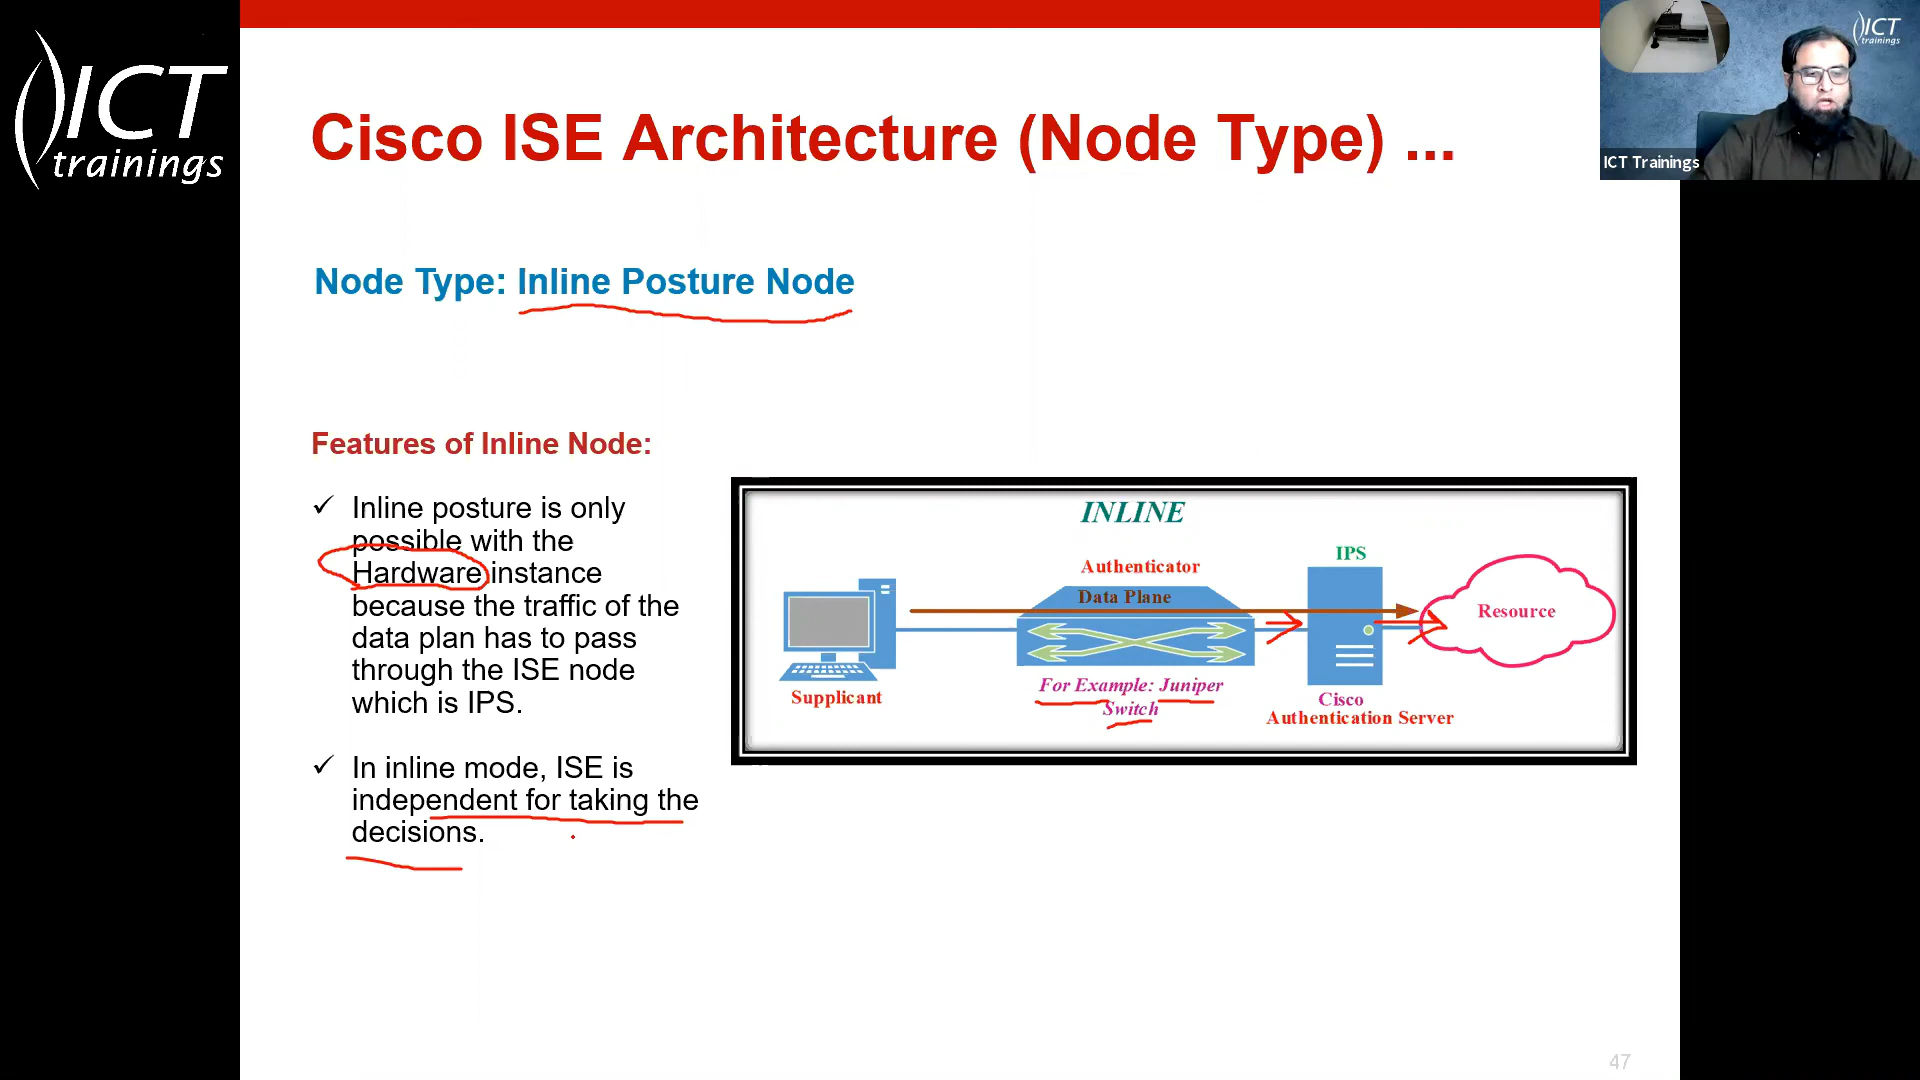 ICT
trainings
ICT
trainings
ICT Trainings
Cisco ISE Architecture (Node Type) ...
Node Type: Inline Posture Node
Features of Inline Node:
✓ Inline posture is only
possible with the
Hardware instance
because the traffic of the
data plan has to pass
through the ISE node
which is IPS.
✓ In inline mode, ISE is
independent for taking the
decisions.
INLINE
IPS
Authenticator
Data Plane
Resource
For Example: Juniper
Switch
Supplicant
Cisco
Authentication Server
47